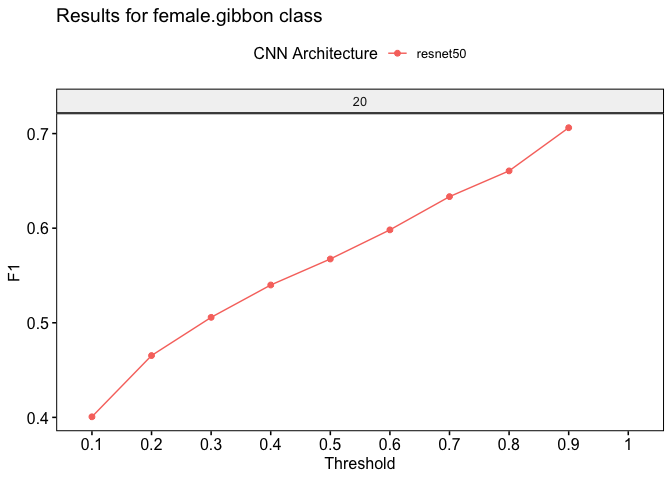 Results for female.gibbon class
CNN Architecture resnet50
20
0.7
0.6
0.5
0.4
F1
0.1 0.2 0.3 0.4 0.5 0.6 0.7 0.8 0.9 1
Threshold